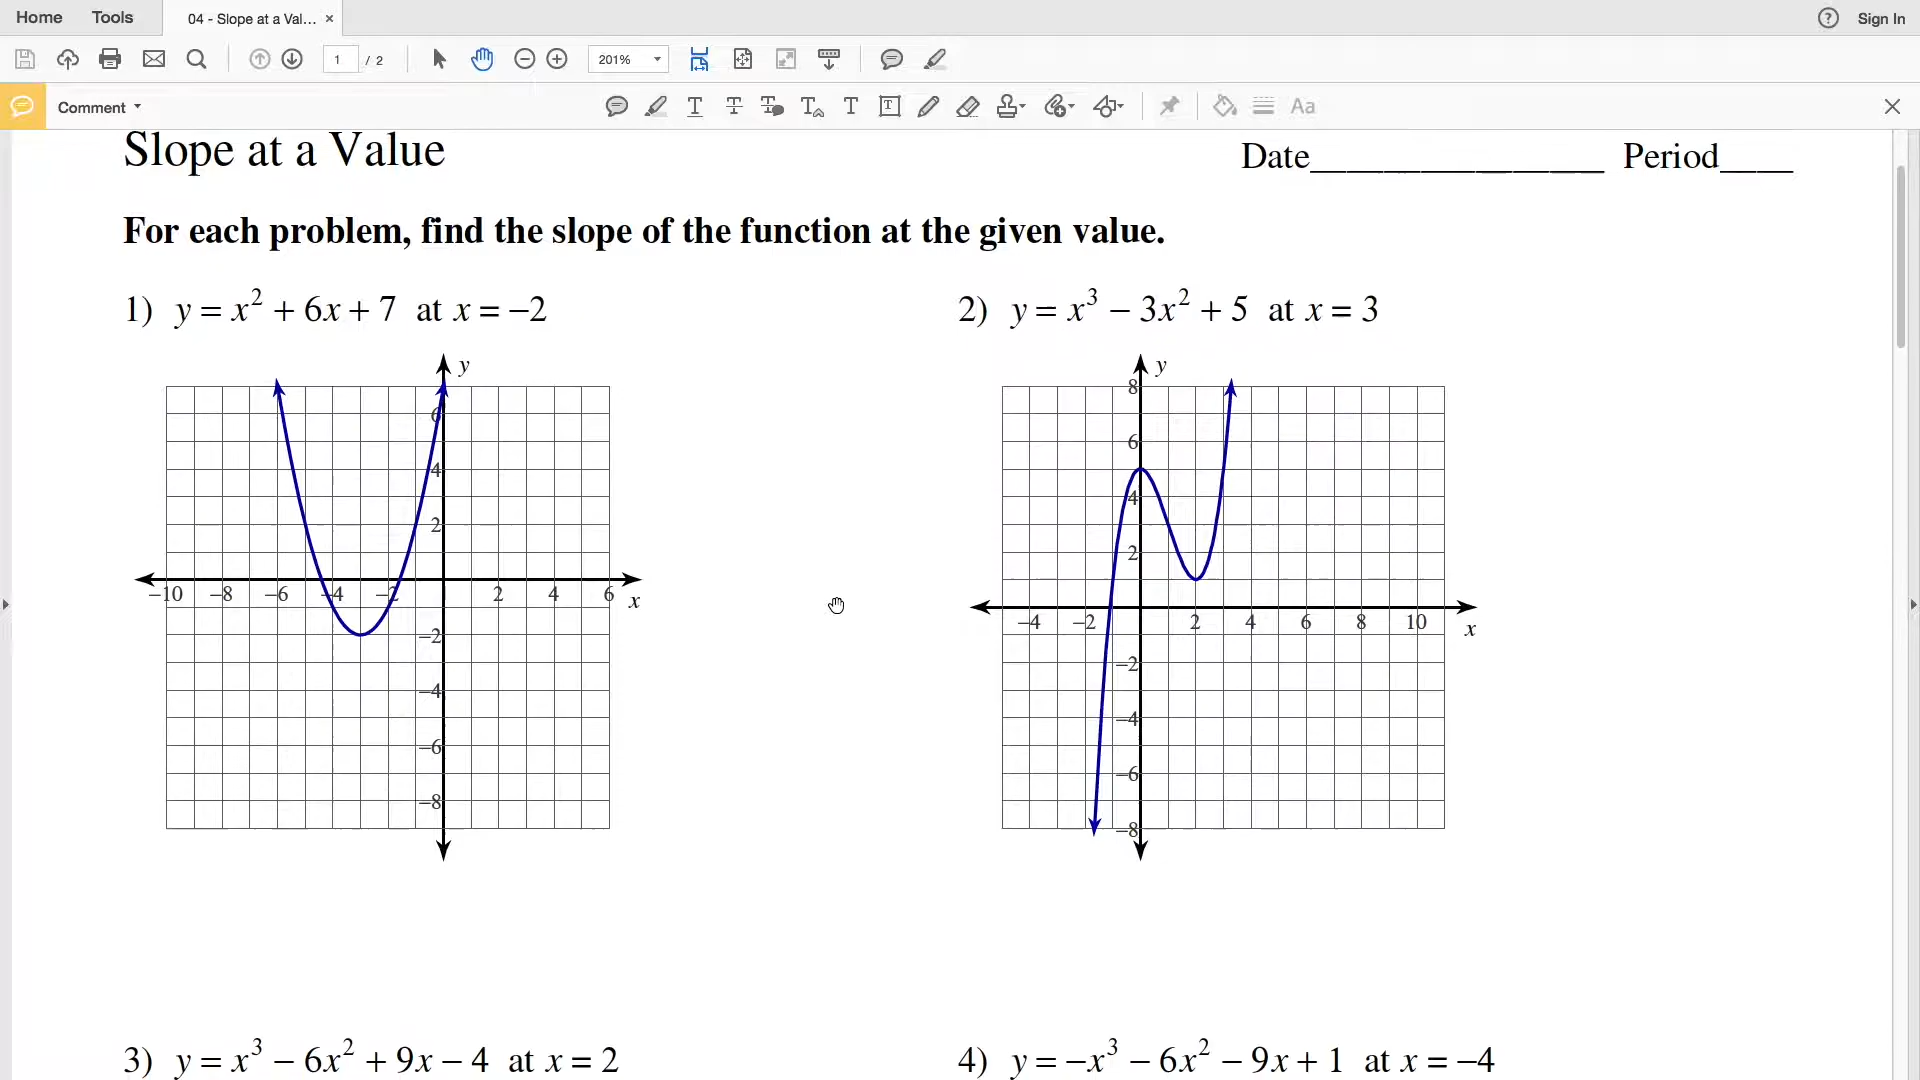 Home Tools 04 - Slope at a Val... × ? Sign In
1 / 2 201%
Comment T T T T T T Aa
Slope at a Value Date________________ Period____
For each problem, find the slope of the function at the given value.
1) y = x² + 6x + 7 at x = −2
2) y = x³ − 3x² + 5 at x = 3
y
6
4
2
−10 −8 −6 −4 −2 2 4 6 x
−2
−4
−6
−8
y
8
6
4
2
−4 −2 2 4 6 8 10 x
−2
−4
−6
−8
3) y = x³ − 6x² + 9x − 4 at x = 2
4) y = −x³ − 6x² − 9x + 1 at x = −4